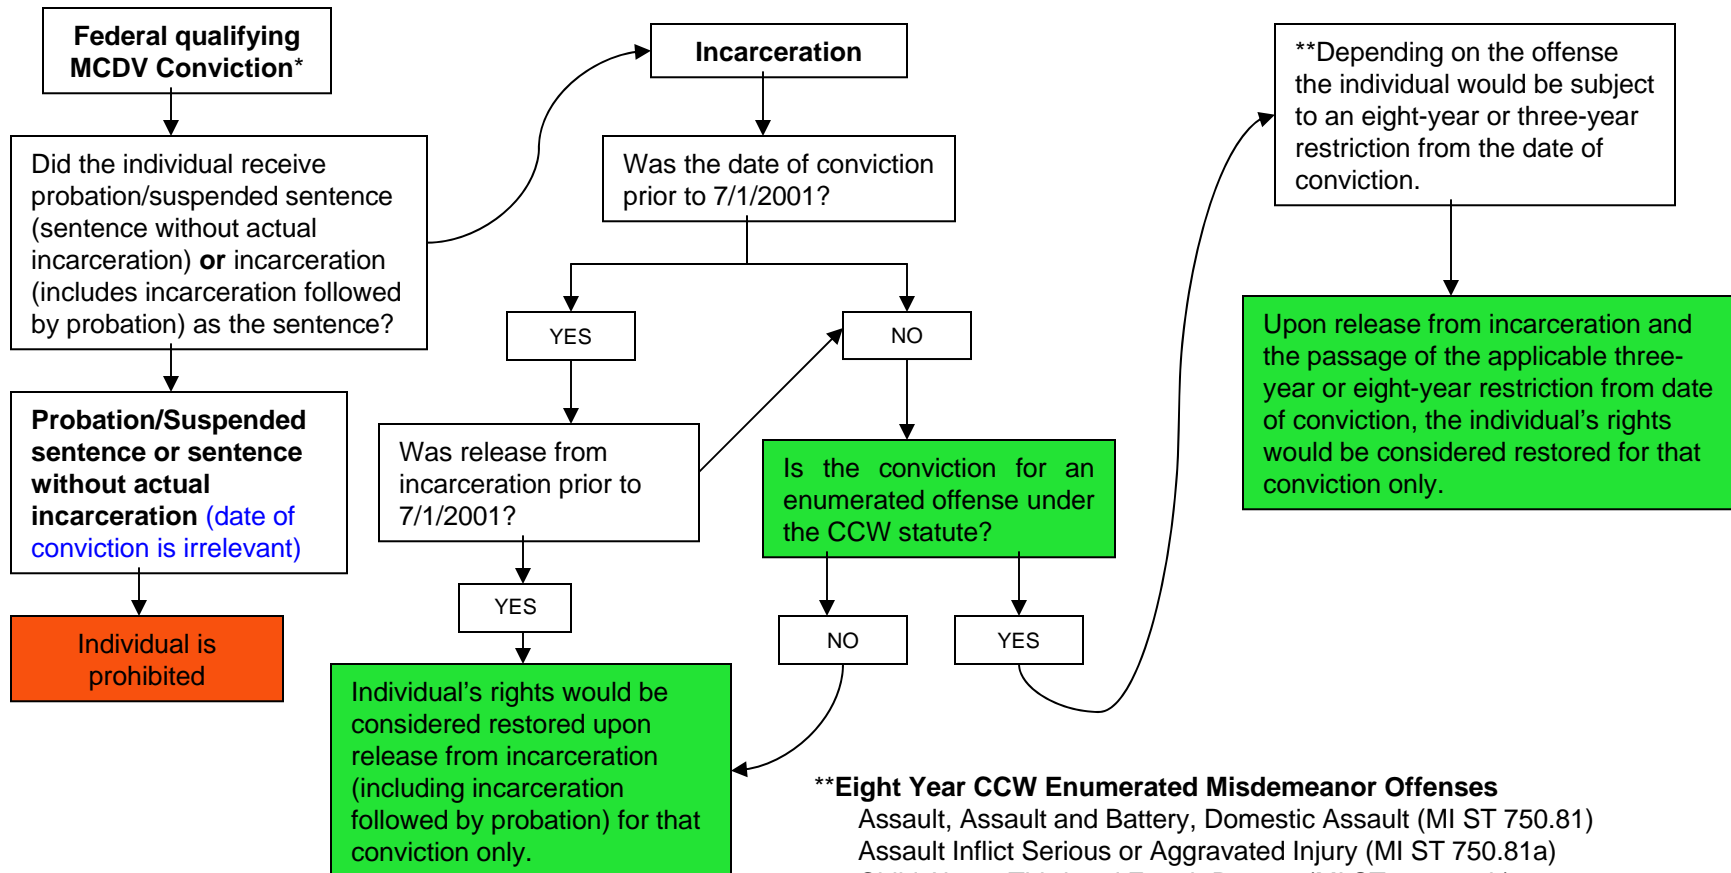 Federal qualifying
MCDV Conviction*
Did the individual receive
probation/suspended sentence
(sentence without actual
incarceration) or incarceration
(includes incarceration followed
by probation) as the sentence?
Probation/Suspended
sentence or sentence
without actual
incarceration (date of
conviction is irrelevant)
Individual is
prohibited
Incarceration
Was the date of conviction
prior to 7/1/2001?
YES
NO
Was release from
incarceration prior to
7/1/2001?
YES
Is the conviction for an
enumerated offense under
the CCW statute?
NO
YES
Individual’s rights would be
considered restored upon
release from incarceration
(including incarceration
followed by probation) for that
conviction only.
**Depending on the offense
the individual would be subject
to an eight-year or three-year
restriction from the date of
conviction.
Upon release from incarceration and
the passage of the applicable three-
year or eight-year restriction from date
of conviction, the individual’s rights
would be considered restored for that
conviction only.
**Eight Year CCW Enumerated Misdemeanor Offenses
Assault, Assault and Battery, Domestic Assault (MI ST 750.81)
Assault Inflict Serious or Aggravated Injury (MI ST 750.81a)